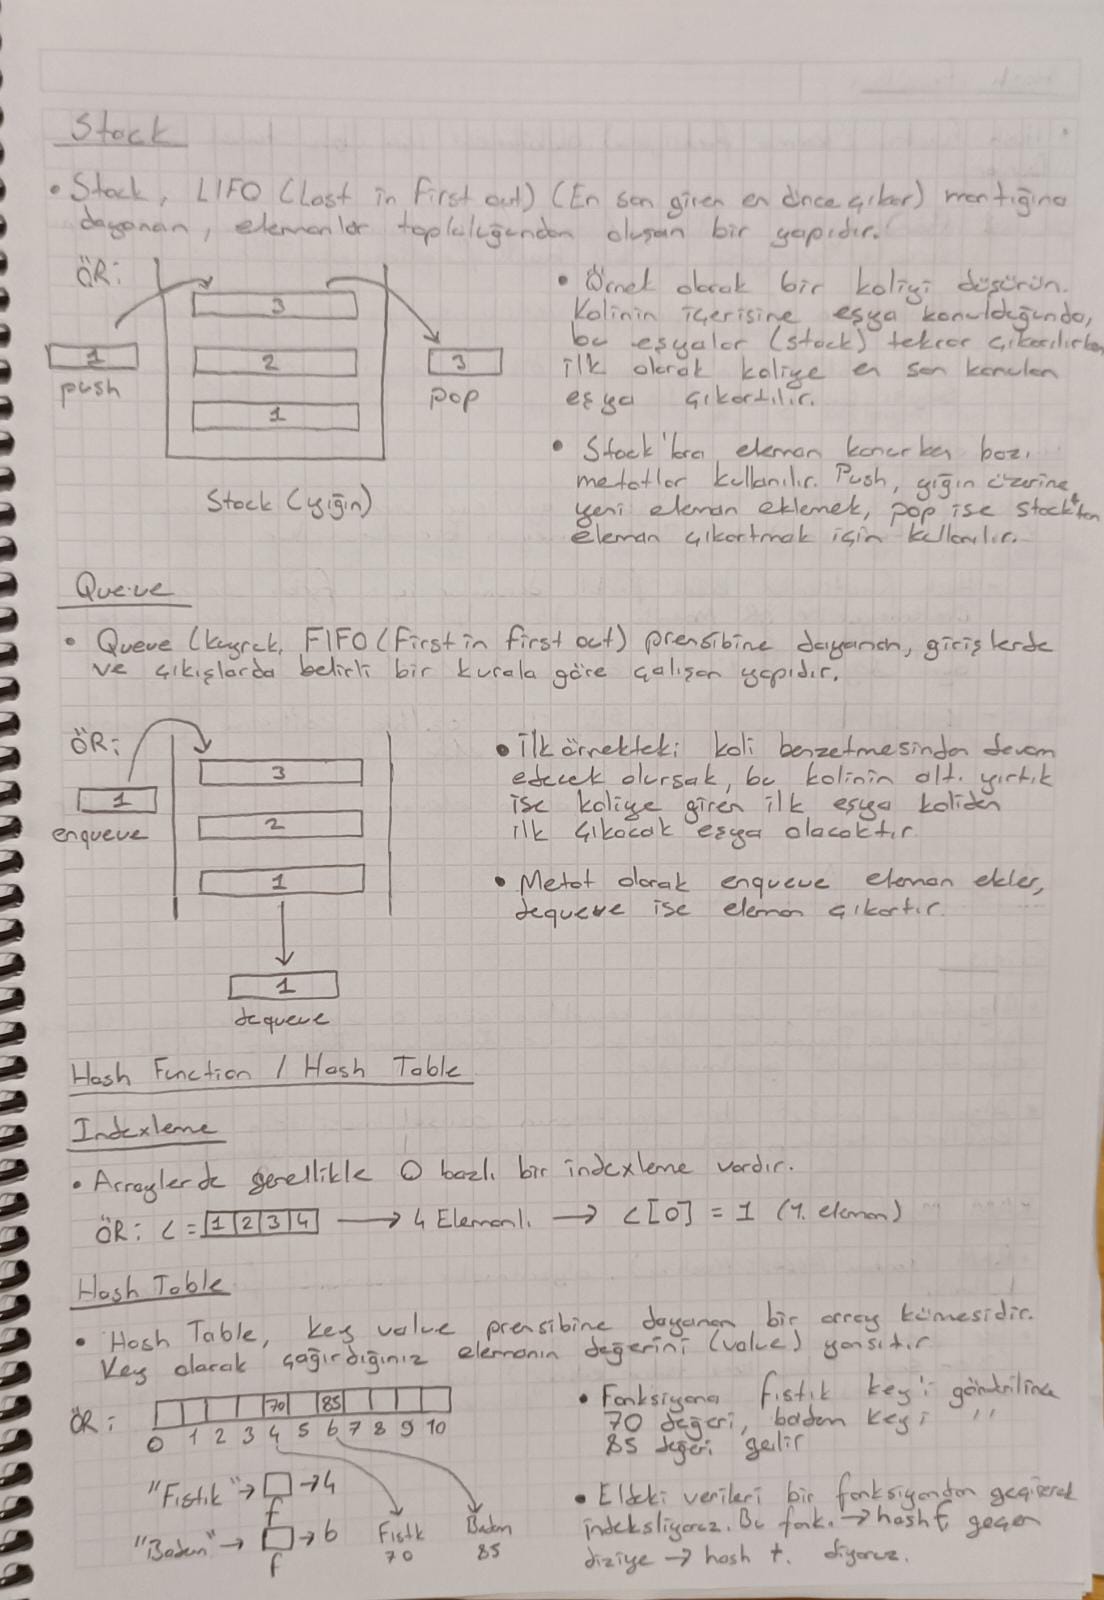 Stack
• Stack, LIFO (Last in First out) (En son giren en önce çıkar) mantığına
dayanan, elemanlar topluluğundan oluşan bir yapıdır.
ÖR:
3
2
1
1
push
3
pop
Stack (yığın)
• Örnek olarak bir koliyi düşünün.
Kolinin içerisine eşya konulduğunda,
bu eşyalar (stack) tekrar çıkarılırken
ilk olarak koliye en son konulan
eşya çıkartılır.
• Stack'lara eleman konurken bazı
metotlar kullanılır. Push, yığın üzerine
yeni eleman eklemek, pop ise stack'ten
eleman çıkartmak için kullanılır.
Queue
• Queue (kuyruk, FIFO (First in first out) prensibine dayanan, girişlerde
ve çıkışlarda belirli bir kurala göre çalışan yapıdır.
ÖR:
3
2
1
1
enqueue
1
dequeue
• İlk örnekteki koli benzetmesinden devam
edecek olursak, bu kolinin altı yırtık
ise koliye giren ilk eşya koliden
ilk çıkacak eşya olacaktır.
• Metot olarak enqueue eleman ekler,
dequeue ise eleman çıkartır.
Hash Function / Hash Table
Indexleme
• Arraylerde genellikle 0 bazlı bir indexleme vardır.
ÖR: L = 1 2 3 4 → 4 Elemanlı → L[0] = 1 (1. eleman)
Hash Table
• Hash Table, key value prensibine dayanan bir array kümesidir.
Key olarak çağırdığınız elemanın değerini (value) yansıtır.
ÖR:
70 85
0 1 2 3 4 5 6 7 8 9 10
"Fıstık" → → 4
f
"Badem" → → 6
f
Fıstık
70
Badem
85
• Fonksiyona fıstık key'i gönderilince
70 değeri, badem key'i ''
85 değeri gelir
• Eldeki verileri bir fonksiyondan geçirerek
indeksliyoruz. Bu fonk. → hash f, geçen
diziye → hash t. diyoruz.